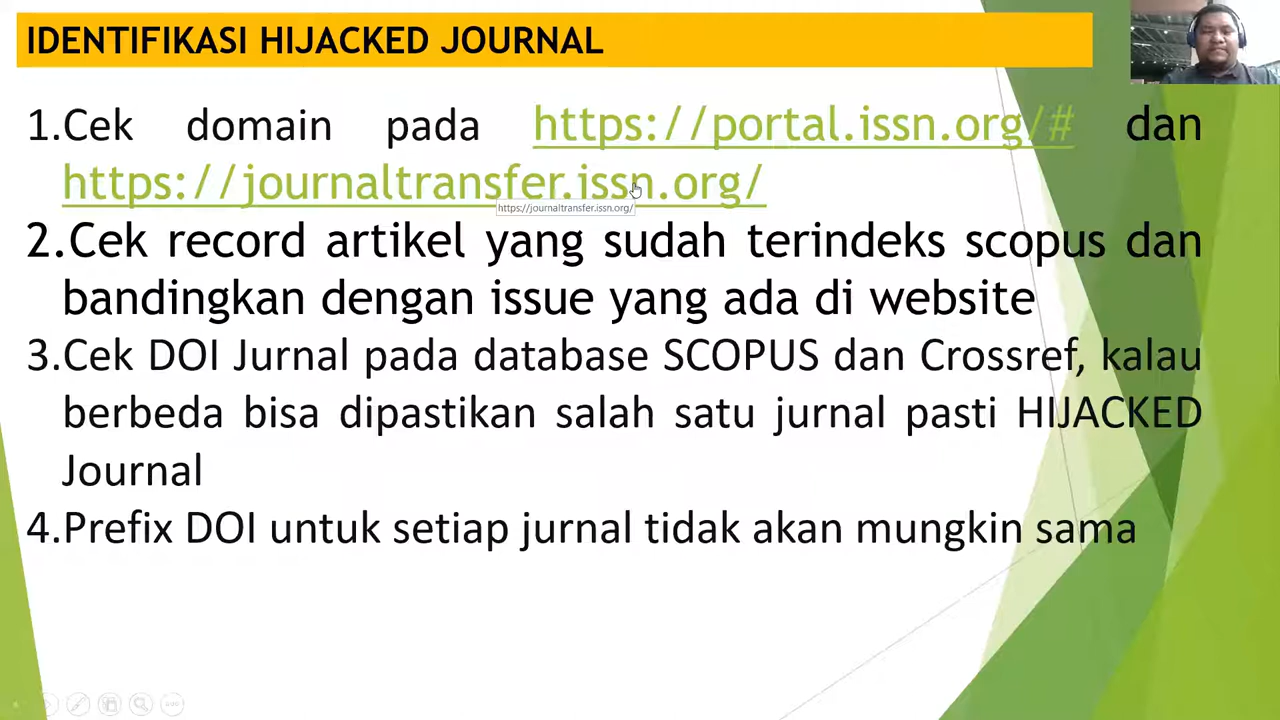 IDENTIFIKASI HIJACKED JOURNAL
1.Cek domain pada https://portal.issn.org/# dan
https://journaltransfer.issn.org/
https://journaltransfer.issn.org/
2.Cek record artikel yang sudah terindeks scopus dan
bandingkan dengan issue yang ada di website
3.Cek DOI Jurnal pada database SCOPUS dan Crossref, kalau
berbeda bisa dipastikan salah satu jurnal pasti HIJACKED
Journal
4.Prefix DOI untuk setiap jurnal tidak akan mungkin sama